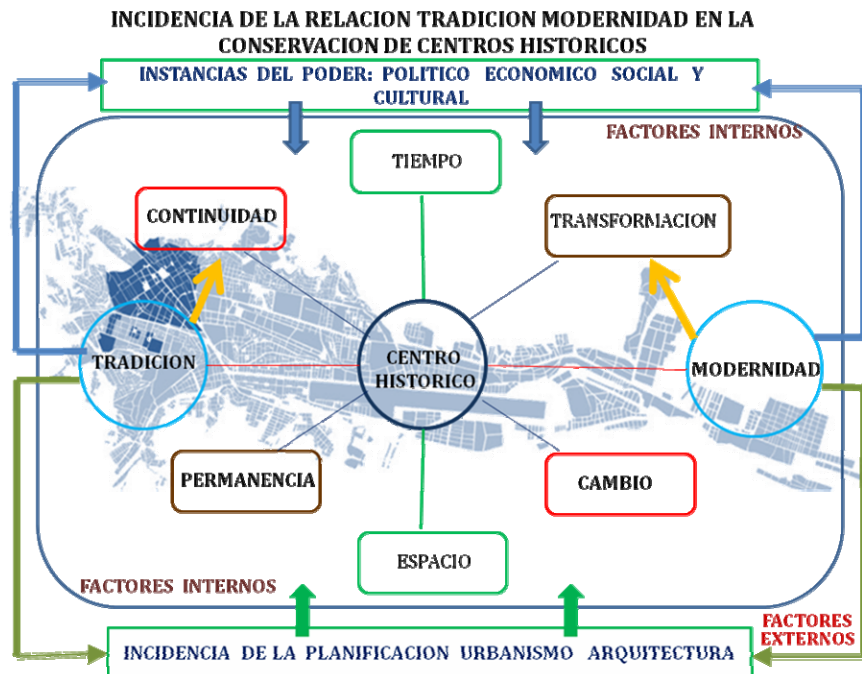 INCIDENCIA DE LA RELACION TRADICION MODERNIDAD EN LA
CONSERVACION DE CENTROS HISTORICOS
INSTANCIAS DEL PODER: POLITICO ECONOMICO SOCIAL Y
CULTURAL
FACTORES INTERNOS
TIEMPO
CONTINUIDAD
TRANSFORMACION
TRADICION
CENTRO
HISTORICO
MODERNIDAD
PERMANENCIA
CAMBIO
ESPACIO
FACTORES INTERNOS
FACTORES
EXTERNOS
INCIDENCIA DE LA PLANIFICACION URBANISMO ARQUITECTURA